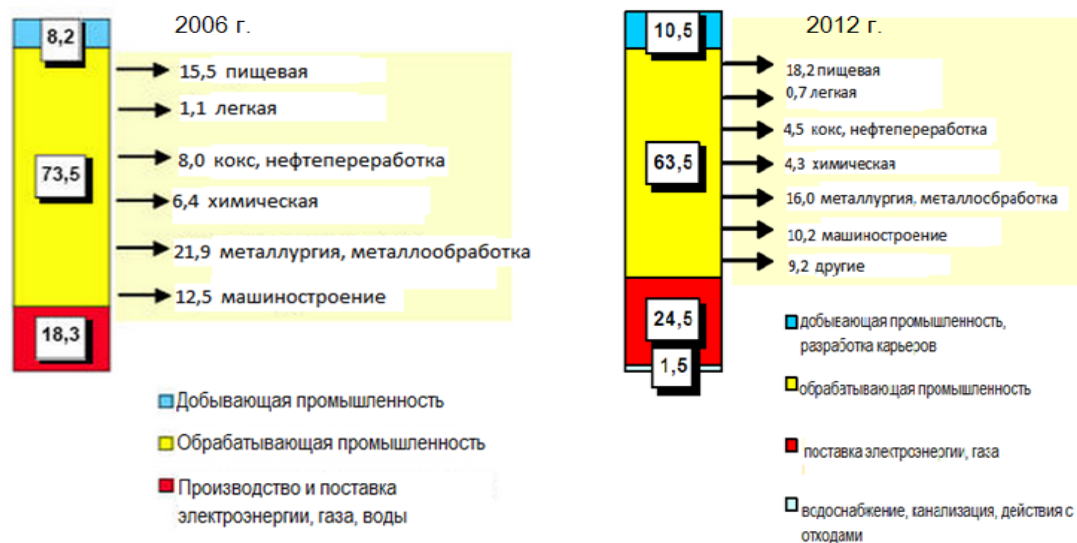 2006 г.
8,2
15,5 пищевая
1,1 легкая
8,0 кокс, нефтепереработка
73,5
6,4 химическая
21,9 металлургия, металлообработка
12,5 машиностроение
18,3
Добывающая промышленность
Обрабатывающая промышленность
Производство и поставка
электроэнергии, газа, воды
2012 г.
10,5
18,2 пищевая
0,7 легкая
4,5 кокс, нефтепереработка
63,5
4,3 химическая
16,0 металлургия, металлосбработка
10,2 машиностроение
9,2 другие
24,5
1,5
добывающая промышленность,
разработка карьеров
обрабатывающая промышленность
поставка электроэнергии, газа
водоснабжение, канализация, действия с
отходами